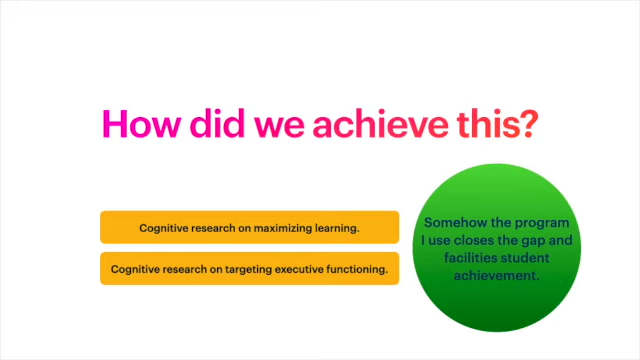 How did we achieve this?
Cognitive research on maximizing learning.
Cognitive research on targeting executive functioning.
Somehow the program
I use closes the gap and
facilities student
achievement.